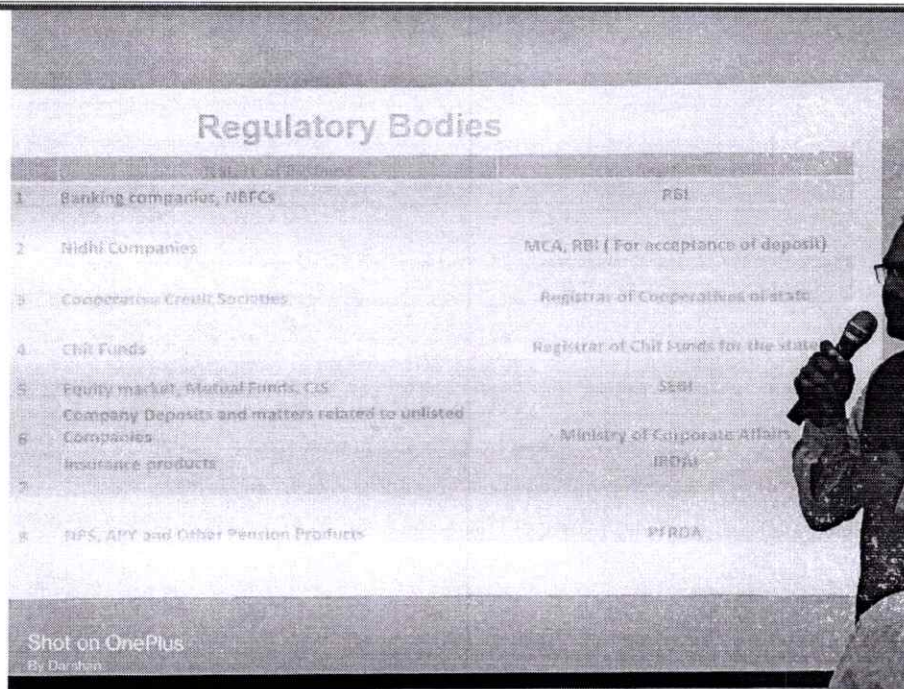 Regulatory Bodies
1 Banking companies, NBFCs RBI
2 Nidhi Companies MCA, RBI ( For acceptance of deposit)
3 Cooperative Credit Societies Registrar of Cooperatives of state
4 Chit Funds Registrar of Chit Funds for the state
5 Equity market, Mutual Funds, CIS SEBI
Company Deposits and matters related to unlisted
6 Companies Ministry of Corporate Affairs
Insurance products IRDAI
7
8 NPS, APY and Other Pension Products PFRDA
Shot on OnePlus
By Darshan